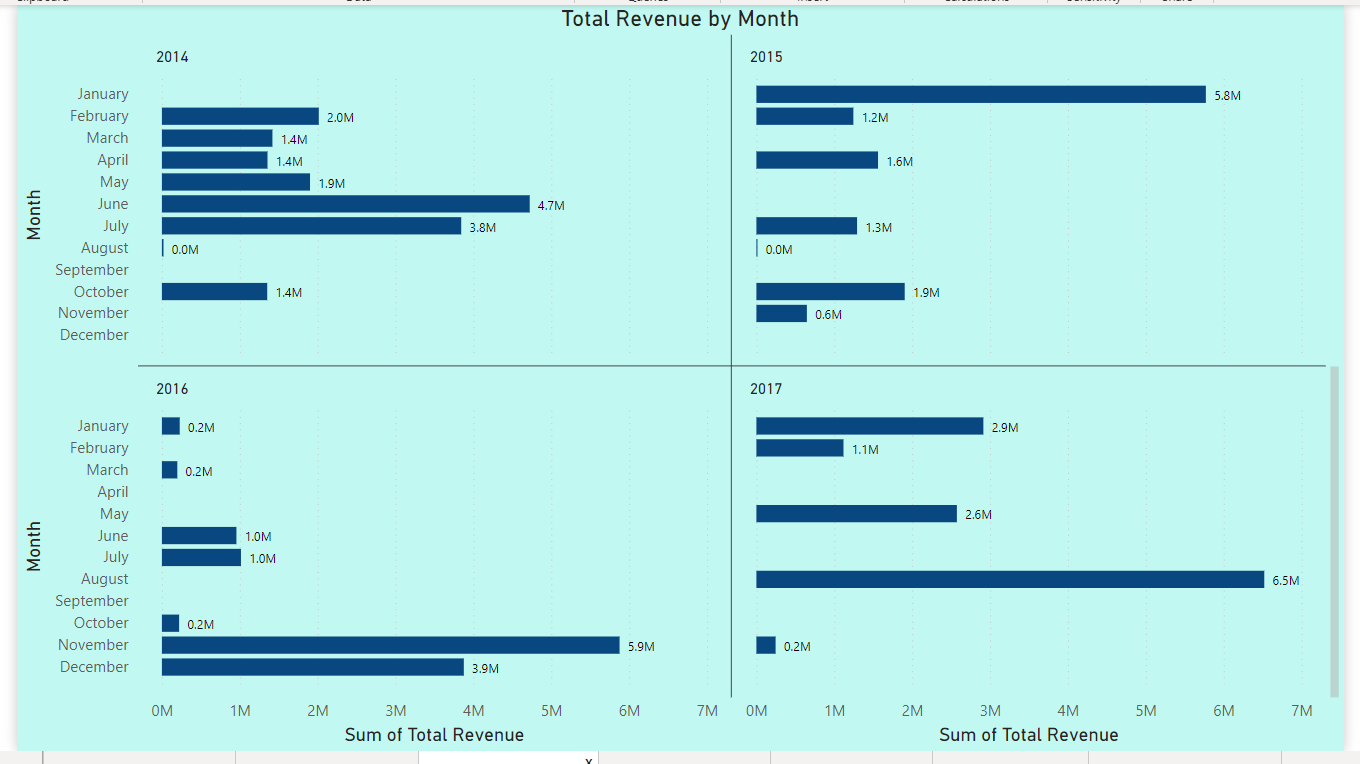 Total Revenue by Month
2014
2015
Month
January
February
March
April
May
June
July
August
September
October
November
December
2.0M
1.4M
1.4M
1.9M
4.7M
3.8M
0.0M
1.4M
5.8M
1.2M
1.6M
1.3M
0.0M
1.9M
0.6M
2016
2017
Month
January
February
March
April
May
June
July
August
September
October
November
December
0.2M
0.2M
1.0M
1.0M
0.2M
5.9M
3.9M
2.9M
1.1M
2.6M
6.5M
0.2M
0M 1M 2M 3M 4M 5M 6M 7M
0M 1M 2M 3M 4M 5M 6M 7M
Sum of Total Revenue
Sum of Total Revenue
x